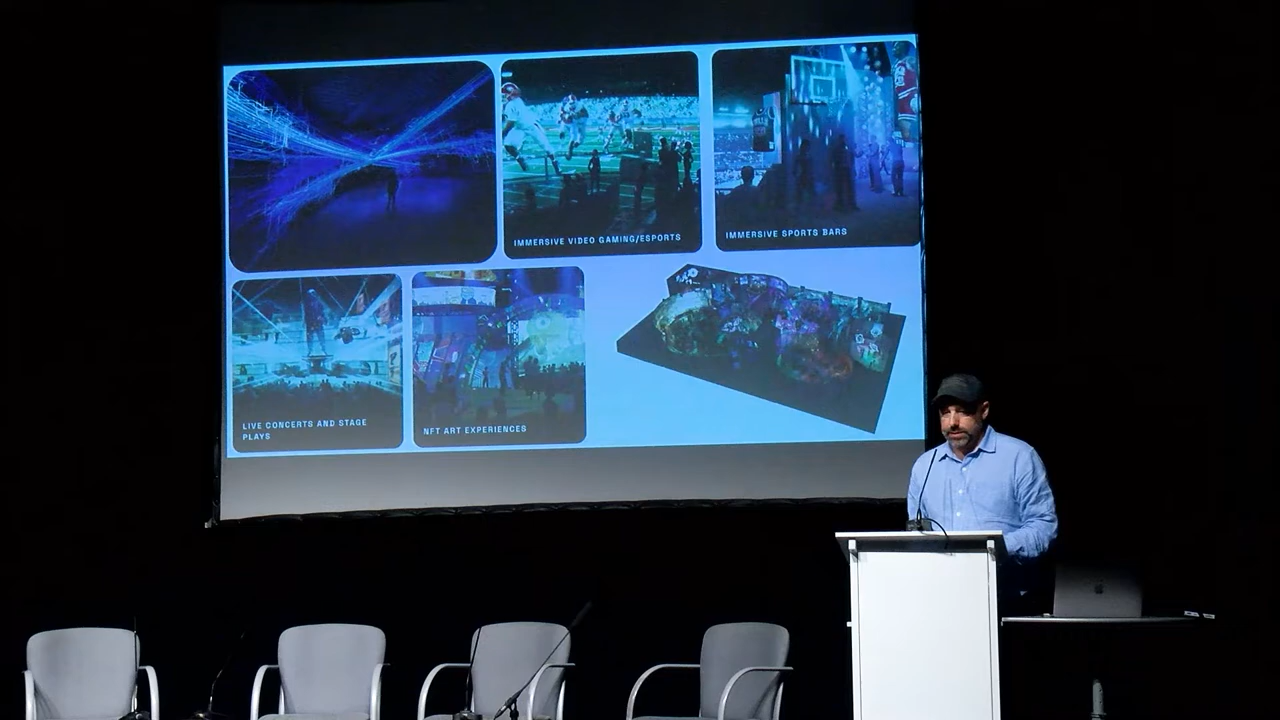 IMMERSIVE VIDEO GAMING/ESPORTS
IMMERSIVE SPORTS BARS
LIVE CONCERTS AND STAGE
PLAYS
NFT ART EXPERIENCES